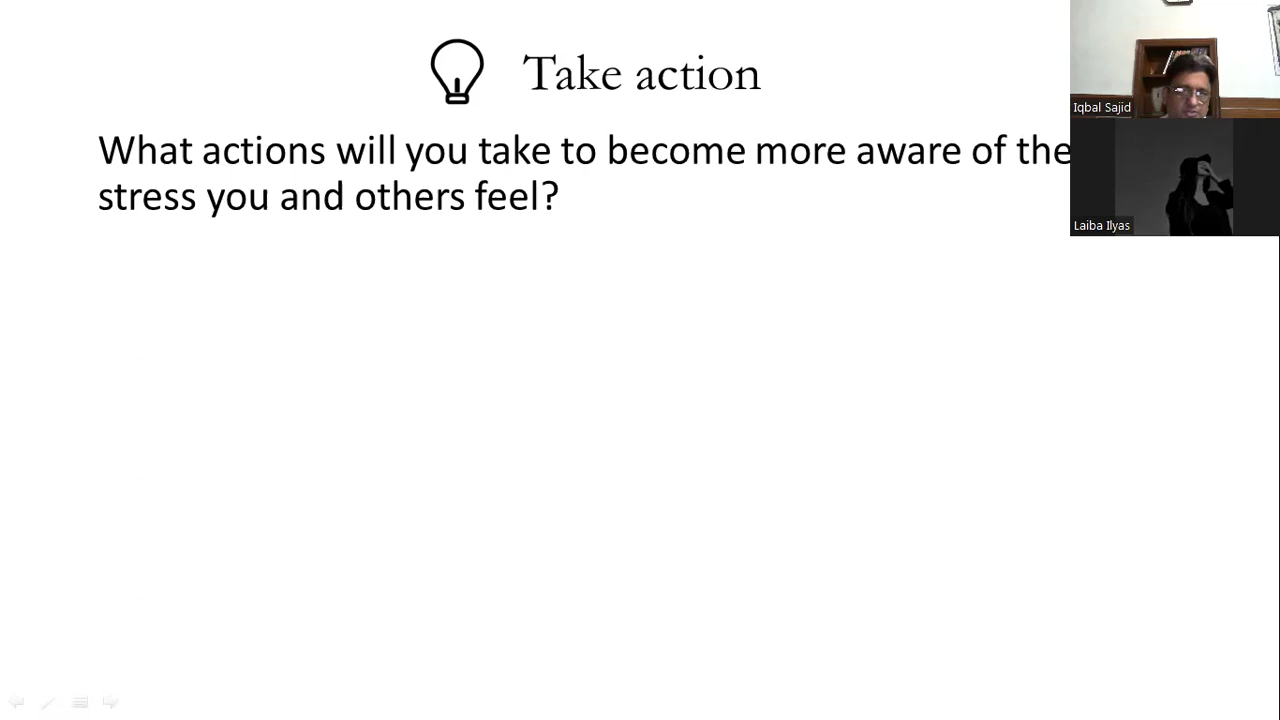 Take action
What actions will you take to become more aware of the
stress you and others feel?
Iqbal Sajid
Laiba Ilyas